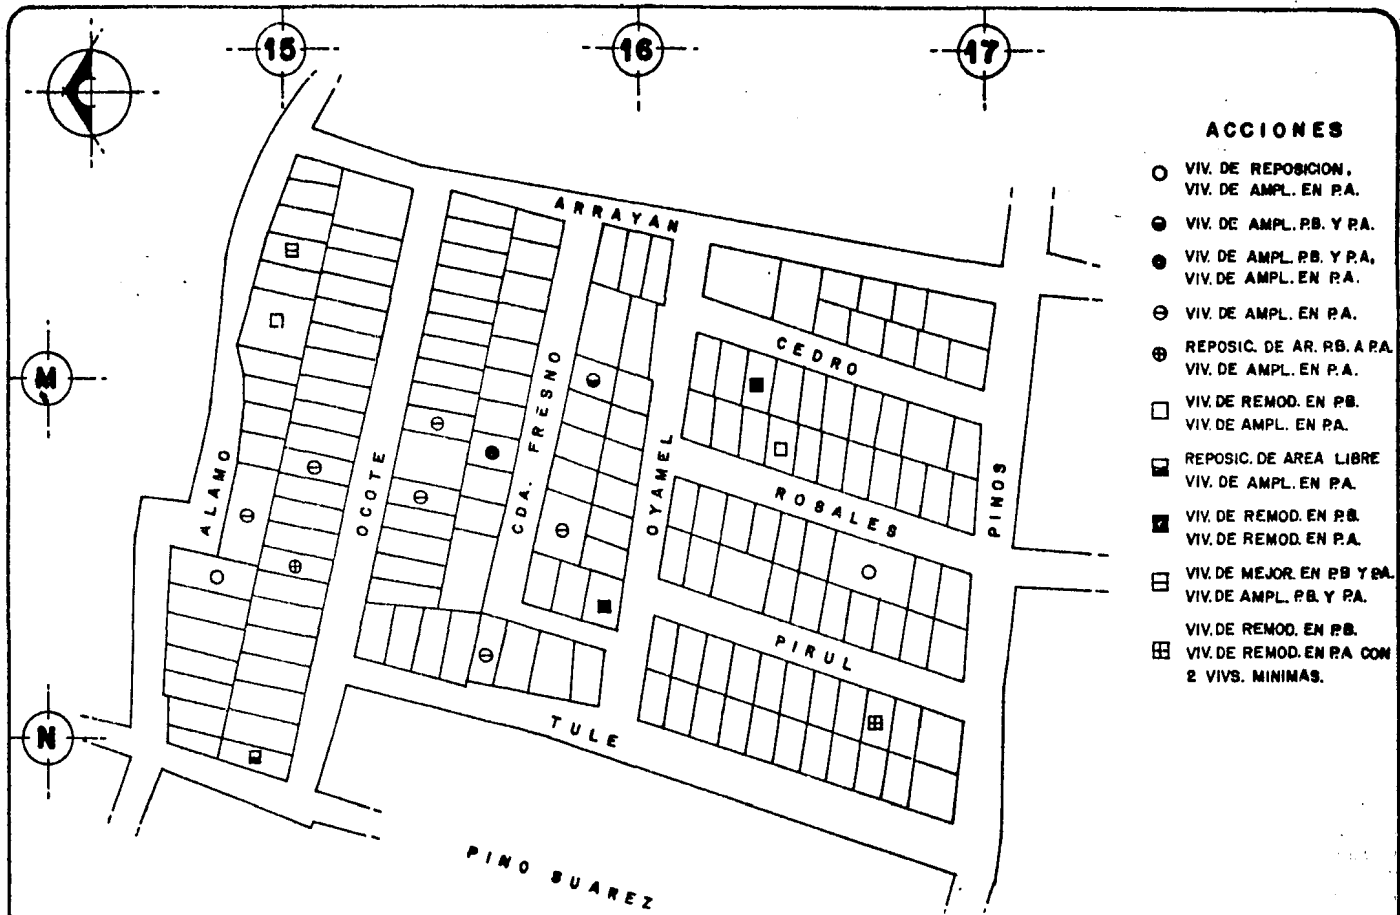 15
16
17
M
N
ACCIONES
VIV. DE REPOSICION.
VIV. DE AMPL. EN P.A.
VIV. DE AMPL. P.B. Y P.A.
VIV. DE AMPL. P.B. Y P.A.
VIV. DE AMPL. EN P.A.
VIV. DE AMPL. EN P.A.
REPOSIC. DE AR. P.B. A P.A.
VIV. DE AMPL. EN P.A.
VIV. DE REMOD. EN P.B.
VIV. DE AMPL. EN P.A.
REPOSIC. DE AREA LIBRE
VIV. DE AMPL. EN P.A.
VIV. DE REMOD. EN P.B.
VIV. DE REMOD. EN P.A.
VIV. DE MEJOR. EN P.B Y P.A.
VIV. DE AMPL. P.B. Y P.A.
VIV. DE REMOD. EN P.B.
VIV. DE REMOD. EN P.A CON
2 VIVS. MINIMAS.
ARRAYAN
CEDRO
CDA. FRESNO
OYAMEL
ALAMO
OCOTE
ROSALES
PINOS
PIRUL
TULE
PINO SUAREZ